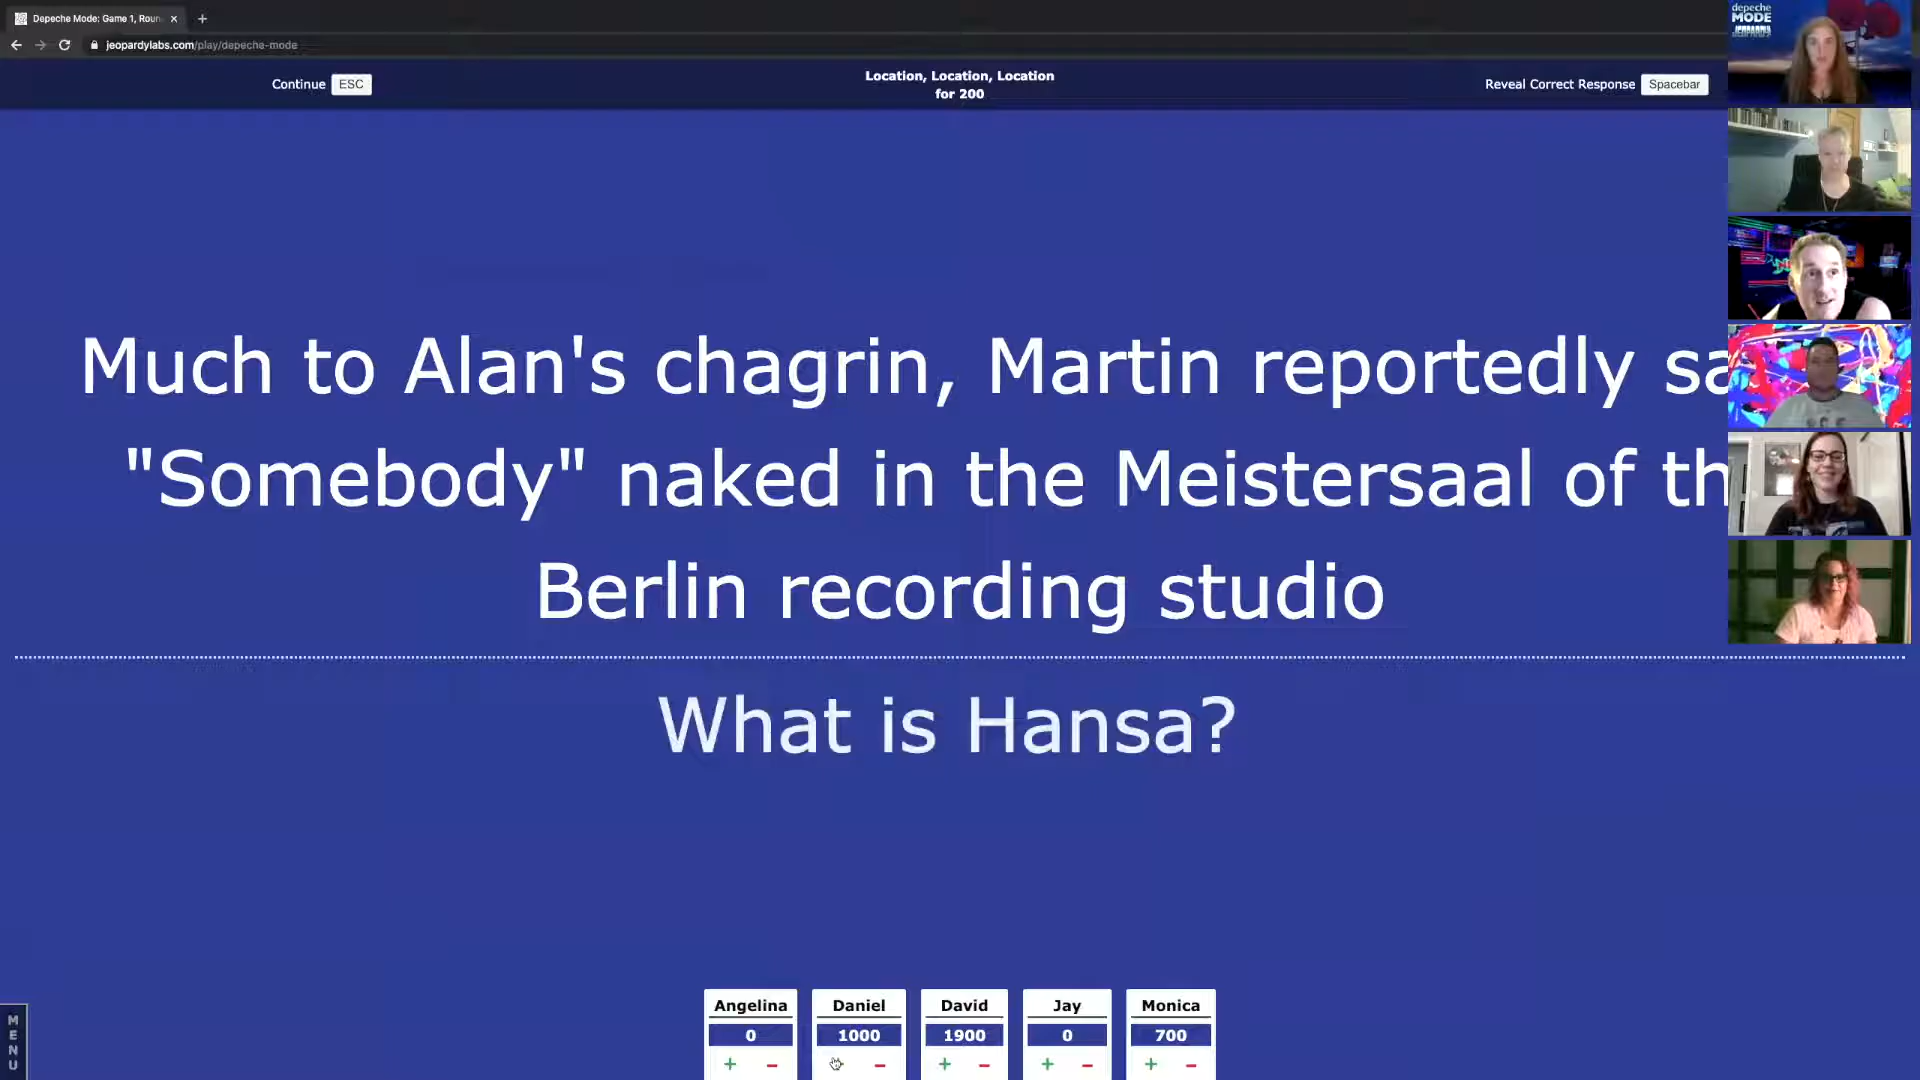 Depeche Mode: Game 1, Roun
jeopardylabs.com/play/depeche-mode
Continue ESC
Location, Location, Location
for 200
Reveal Correct Response Spacebar
depeche
MODE
JEOPARDY!
Much to Alan's chagrin, Martin reportedly sa
"Somebody" naked in the Meistersaal of th
Berlin recording studio
What is Hansa?
MENU
Angelina Daniel David Jay Monica
0 1000 1900 0 700
+ - - + - + - + -